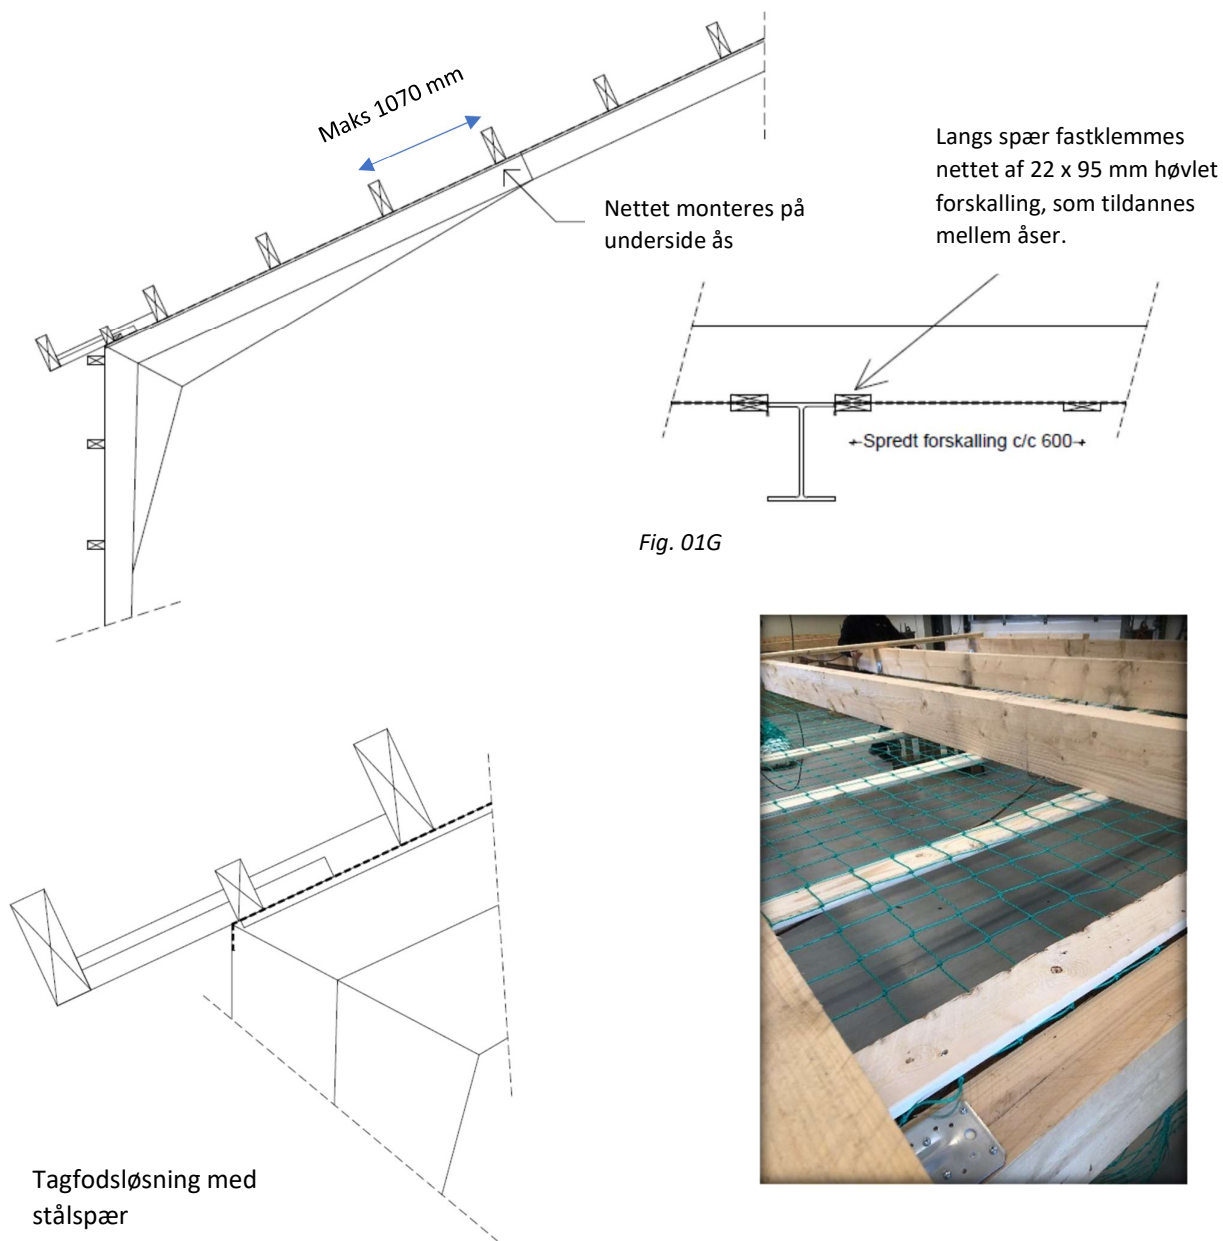 Maks 1070 mm
Nettet monteres på
underside ås
Langs spær fastklemmes
nettet af 22 x 95 mm høvlet
forskalling, som tildannes
mellem åser.
Spredt forskalling c/c 600
Fig. 01G
Tagfodsløsning med
stålspær